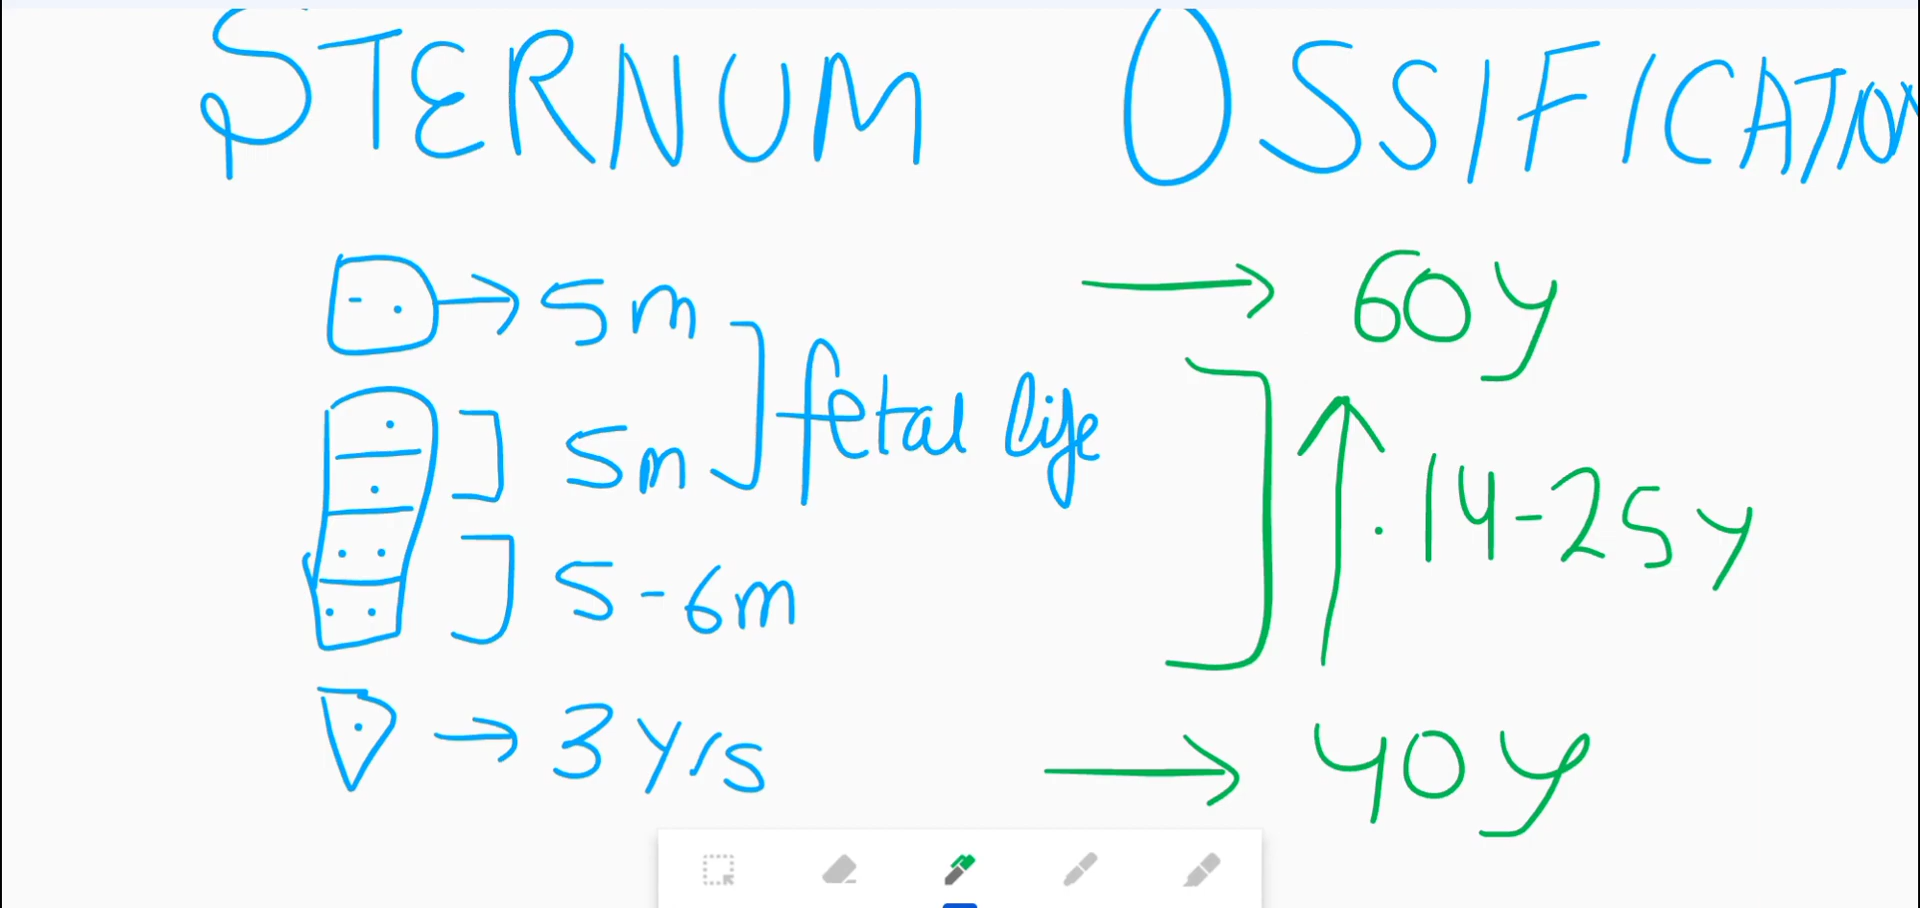 STERNUM OSSIFICATION
5m → 60y
5m ] fetal life
14-25y
5-6m
→ 3 Yrs → 40y